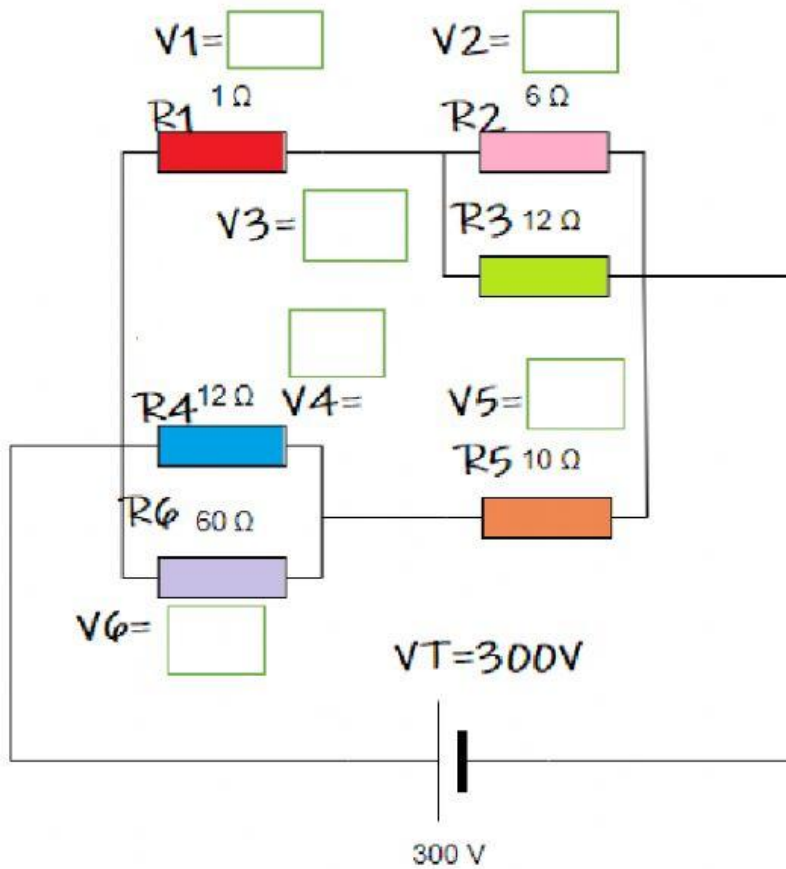 V1= V2=
1 Ω 6 Ω
R1 R2
V3= R3 12 Ω
R4 12 Ω V4= V5=
R5 10 Ω
R6 60 Ω
V6=
VT=300V
300 V